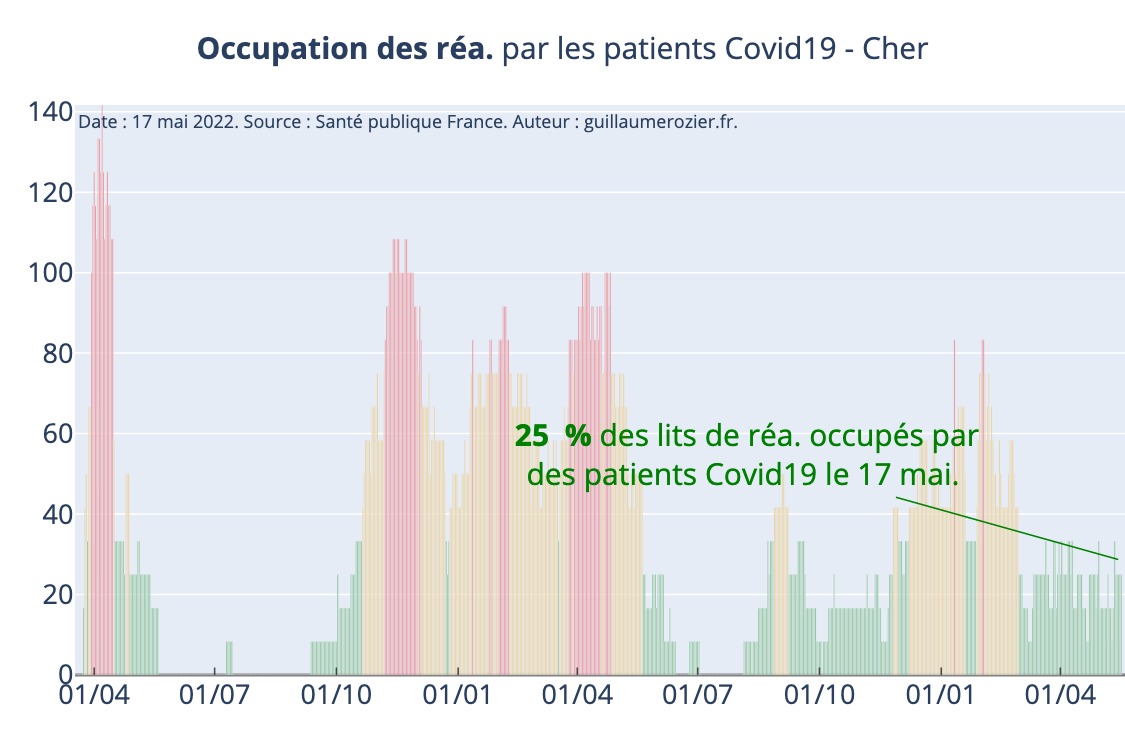 Occupation des réa. par les patients Covid19 - Cher
140
Date : 17 mai 2022. Source : Santé publique France. Auteur : guillaumerozier.fr.
120
100
80
60
25 % des lits de réa. occupés par
des patients Covid19 le 17 mai.
40
20
0
01/04 01/07 01/10 01/01 01/04 01/07 01/10 01/01 01/04